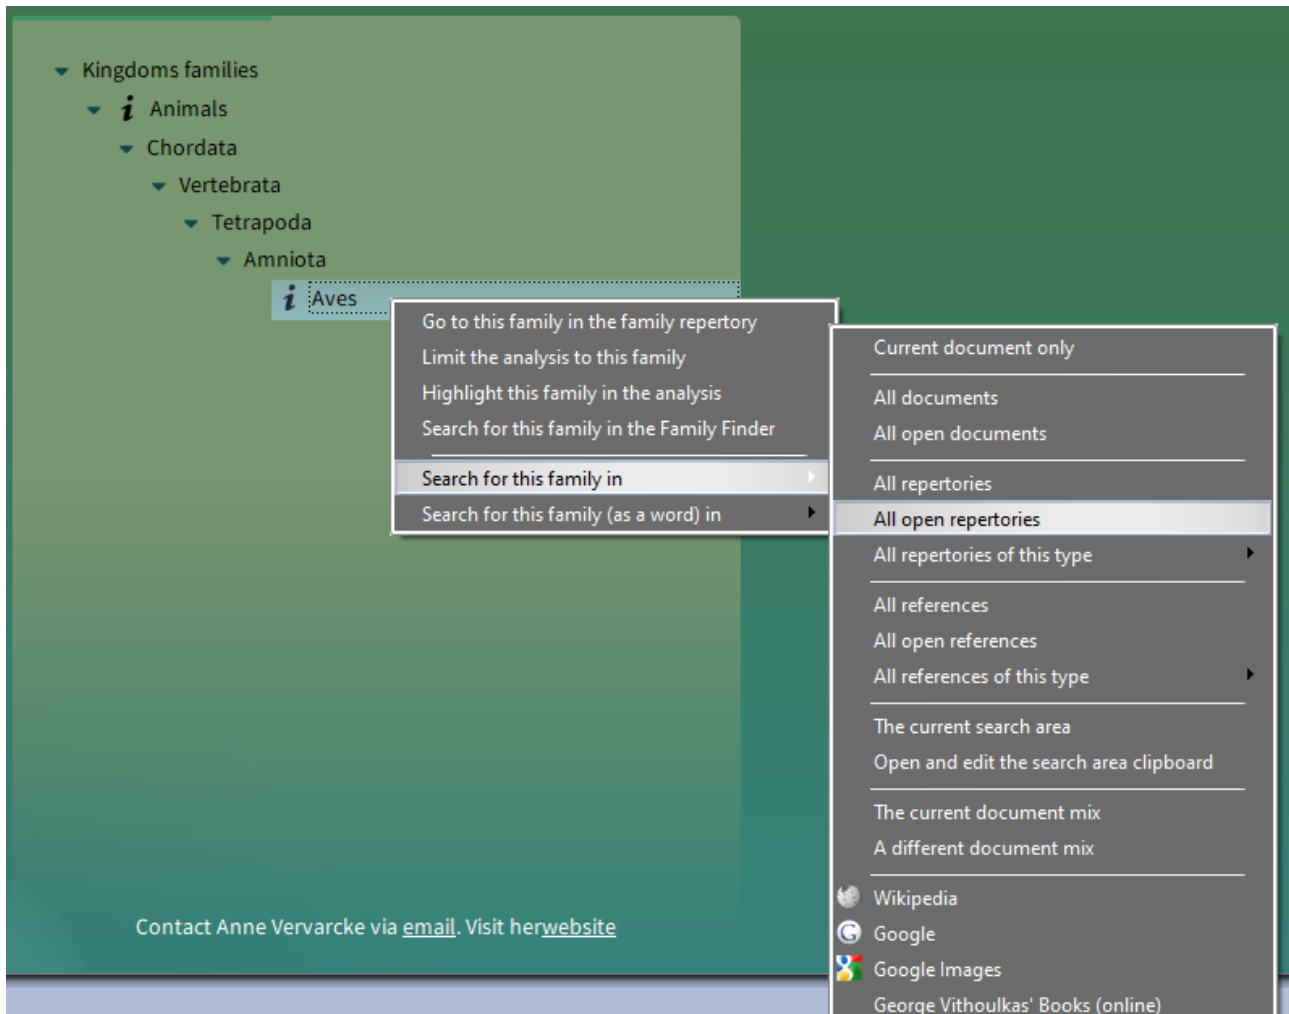 Kingdoms families
i Animals
Chordata
Vertebrata
Tetrapoda
Amniota
i Aves
Go to this family in the family repertory
Limit the analysis to this family
Highlight this family in the analysis
Search for this family in the Family Finder
Search for this family in
Search for this family (as a word) in
Current document only
All documents
All open documents
All repertories
All open repertories
All repertories of this type
All references
All open references
All references of this type
The current search area
Open and edit the search area clipboard
The current document mix
A different document mix
Wikipedia
Google
Google Images
George Vithoulkas' Books (online)
Contact Anne Vervarcke via email. Visit herwebsite